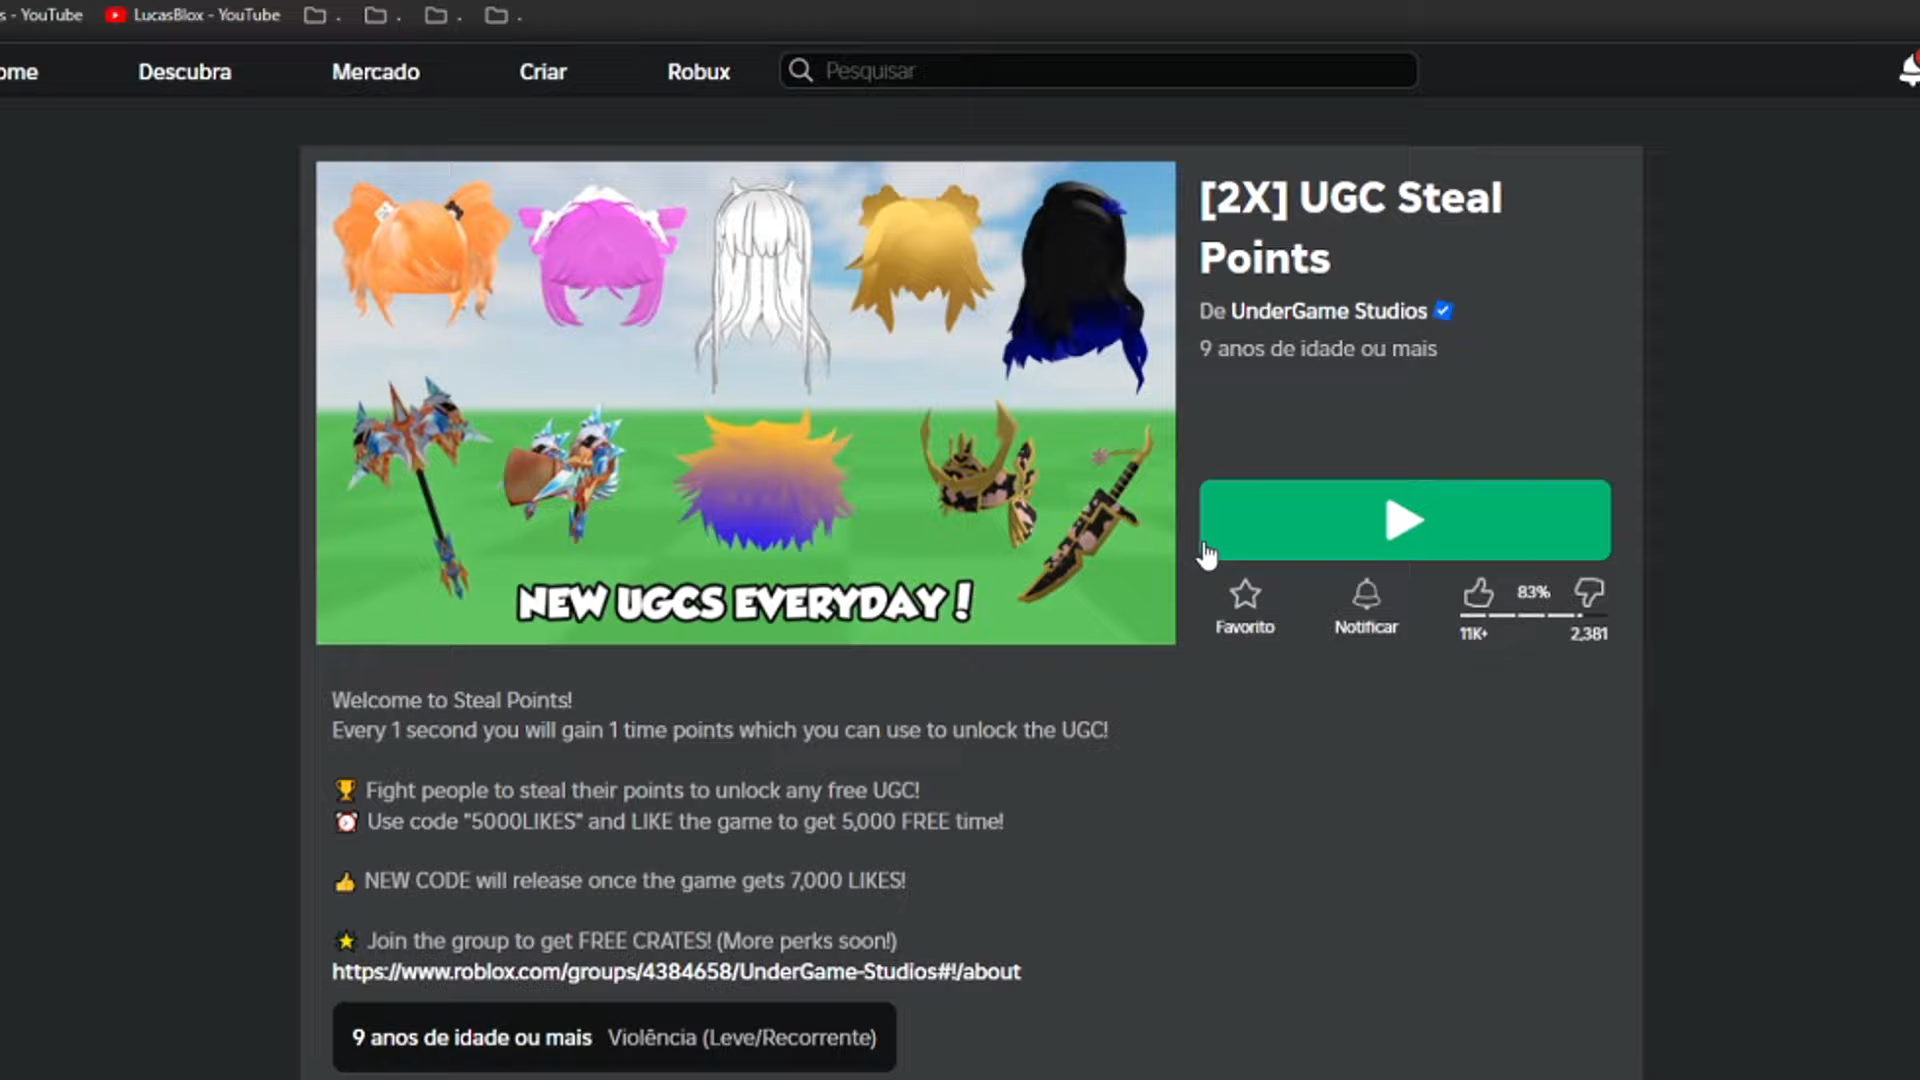 s - YouTube
LucasBlox - YouTube
.
.
.
.
ome
Descubra
Mercado
Criar
Robux
Pesquisar
NEW UGCS EVERYDAY!
[2X] UGC Steal
Points
De UnderGame Studios
9 anos de idade ou mais
Favorito
Notificar
83%
11K+
2,381
Welcome to Steal Points!
Every 1 second you will gain 1 time points which you can use to unlock the UGC!
🏆 Fight people to steal their points to unlock any free UGC!
⏰ Use code "5000LIKES" and LIKE the game to get 5,000 FREE time!
👍 NEW CODE will release once the game gets 7,000 LIKES!
🌟 Join the group to get FREE CRATES! (More perks soon!)
https://www.roblox.com/groups/4384658/UnderGame-Studios#!/about
9 anos de idade ou mais Violência (Leve/Recorrente)